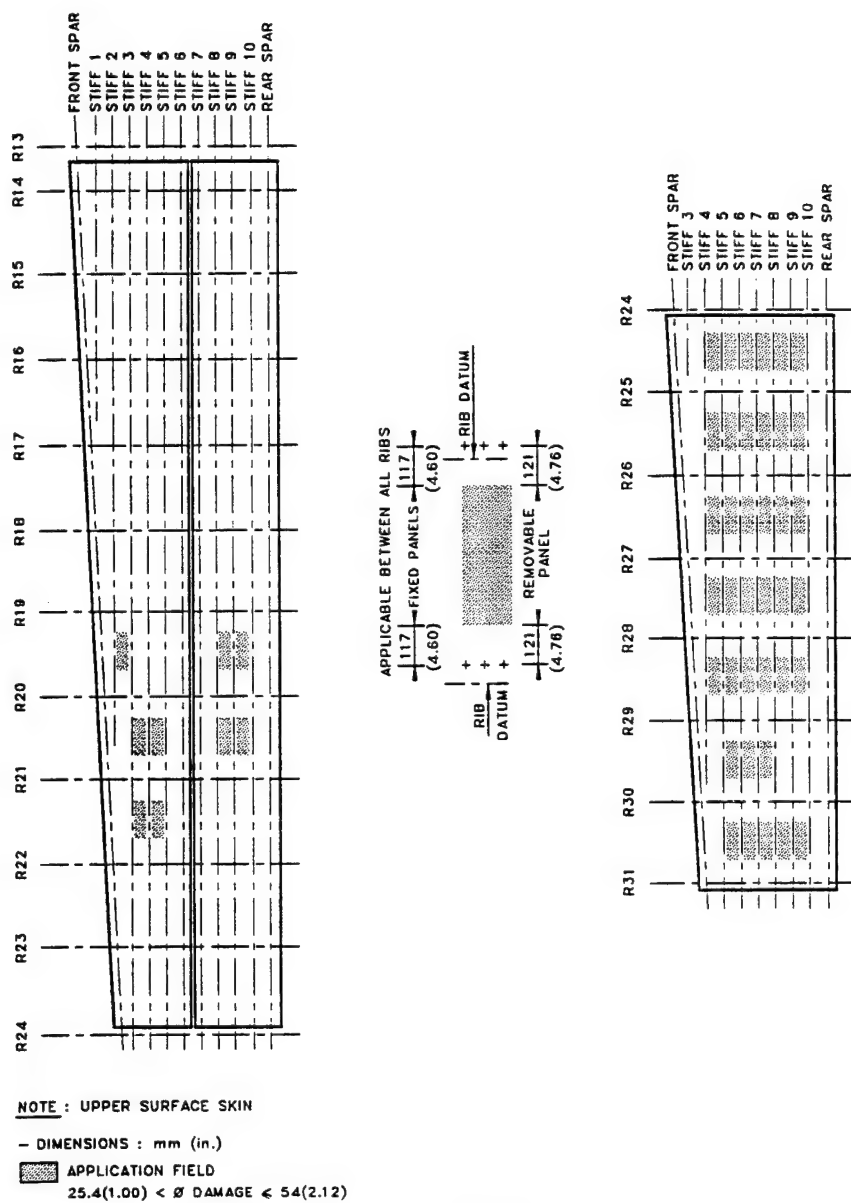 FRONT SPAR
STIFF 1
STIFF 2
STIFF 3
STIFF 4
STIFF 5
STIFF 6
STIFF 7
STIFF 8
STIFF 9
STIFF 10
REAR SPAR
R13
R14
R15
R16
R17
R18
R19
R20
R21
R22
R23
R24
APPLICABLE BETWEEN ALL RIBS
117
(4.60)
FIXED PANELS
117
(4.60)
RIB DATUM
RIB
DATUM
121
(4.76)
REMOVABLE
PANEL
121
(4.76)
FRONT SPAR
STIFF 3
STIFF 4
STIFF 5
STIFF 6
STIFF 7
STIFF 8
STIFF 9
STIFF 10
REAR SPAR
R24
R25
R26
R27
R28
R29
R30
R31
NOTE : UPPER SURFACE SKIN
– DIMENSIONS : mm (in.)
APPLICATION FIELD
25.4(1.00) < Ø DAMAGE ⩽ 54(2.12)